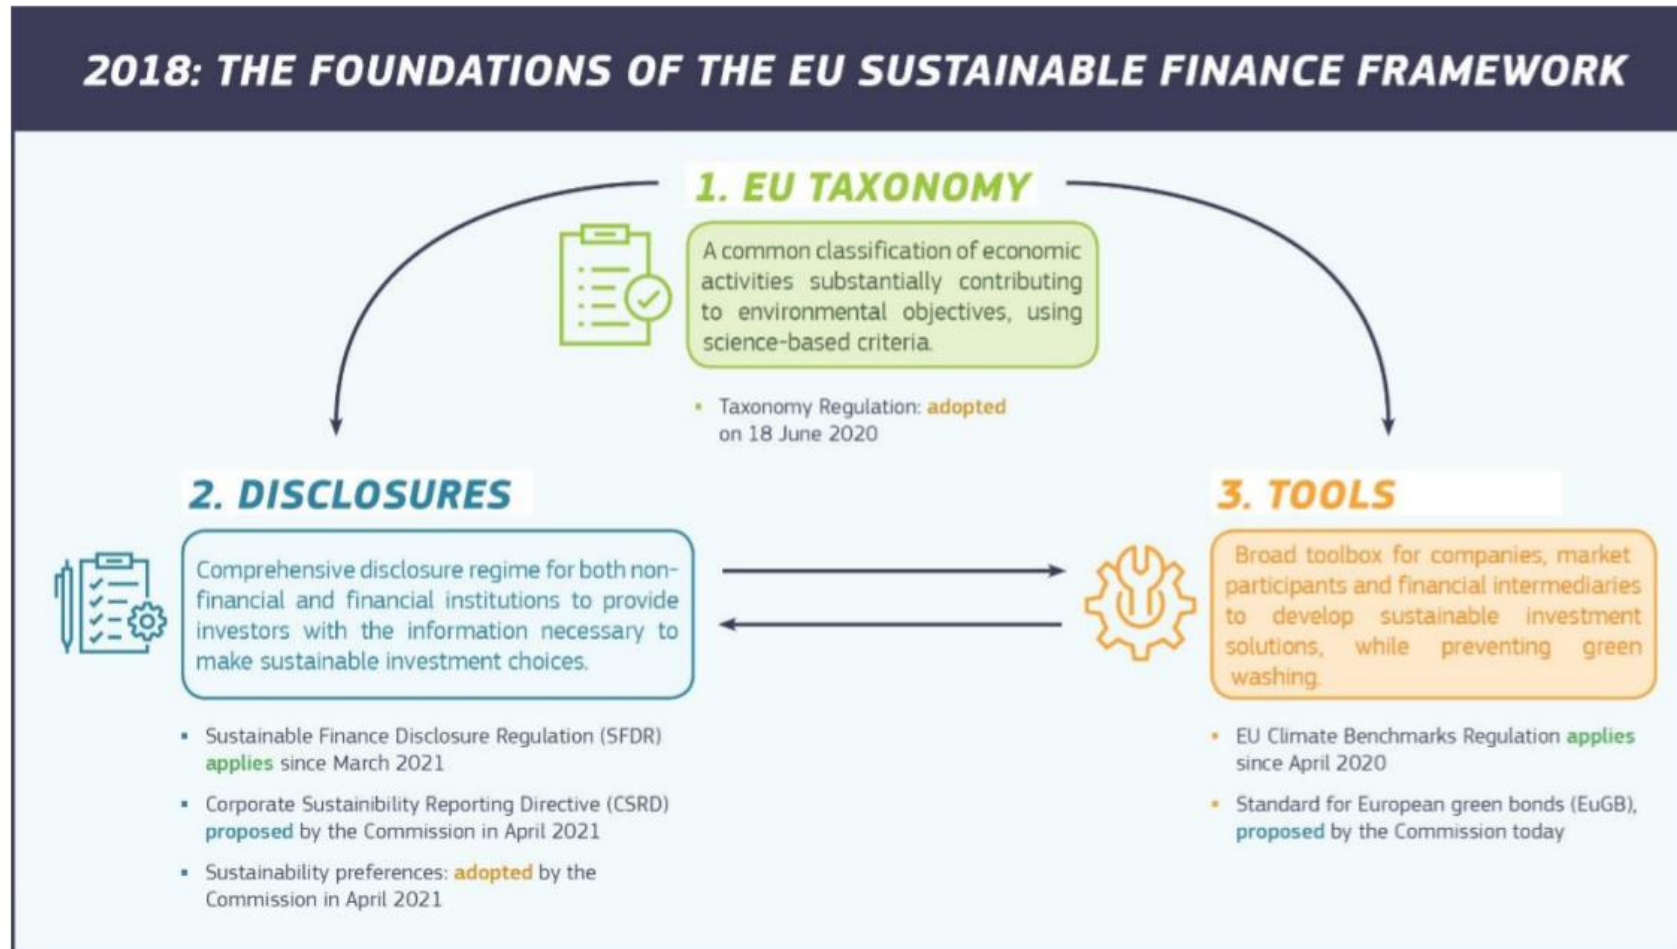 2018: THE FOUNDATIONS OF THE EU SUSTAINABLE FINANCE FRAMEWORK
1. EU TAXONOMY
A common classification of economic
activities substantially contributing
to environmental objectives, using
science-based criteria.
▪ Taxonomy Regulation: adopted
on 18 June 2020
2. DISCLOSURES
Comprehensive disclosure regime for both non-
financial and financial institutions to provide
investors with the information necessary to
make sustainable investment choices.
▪ Sustainable Finance Disclosure Regulation (SFDR)
applies since March 2021
▪ Corporate Sustainibility Reporting Directive (CSRD)
proposed by the Commission in April 2021
▪ Sustainability preferences: adopted by the
Commission in April 2021
3. TOOLS
Broad toolbox for companies, market
participants and financial intermediaries
to develop sustainable investment
solutions, while preventing green
washing.
▪ EU Climate Benchmarks Regulation applies
since April 2020
▪ Standard for European green bonds (EuGB),
proposed by the Commission today